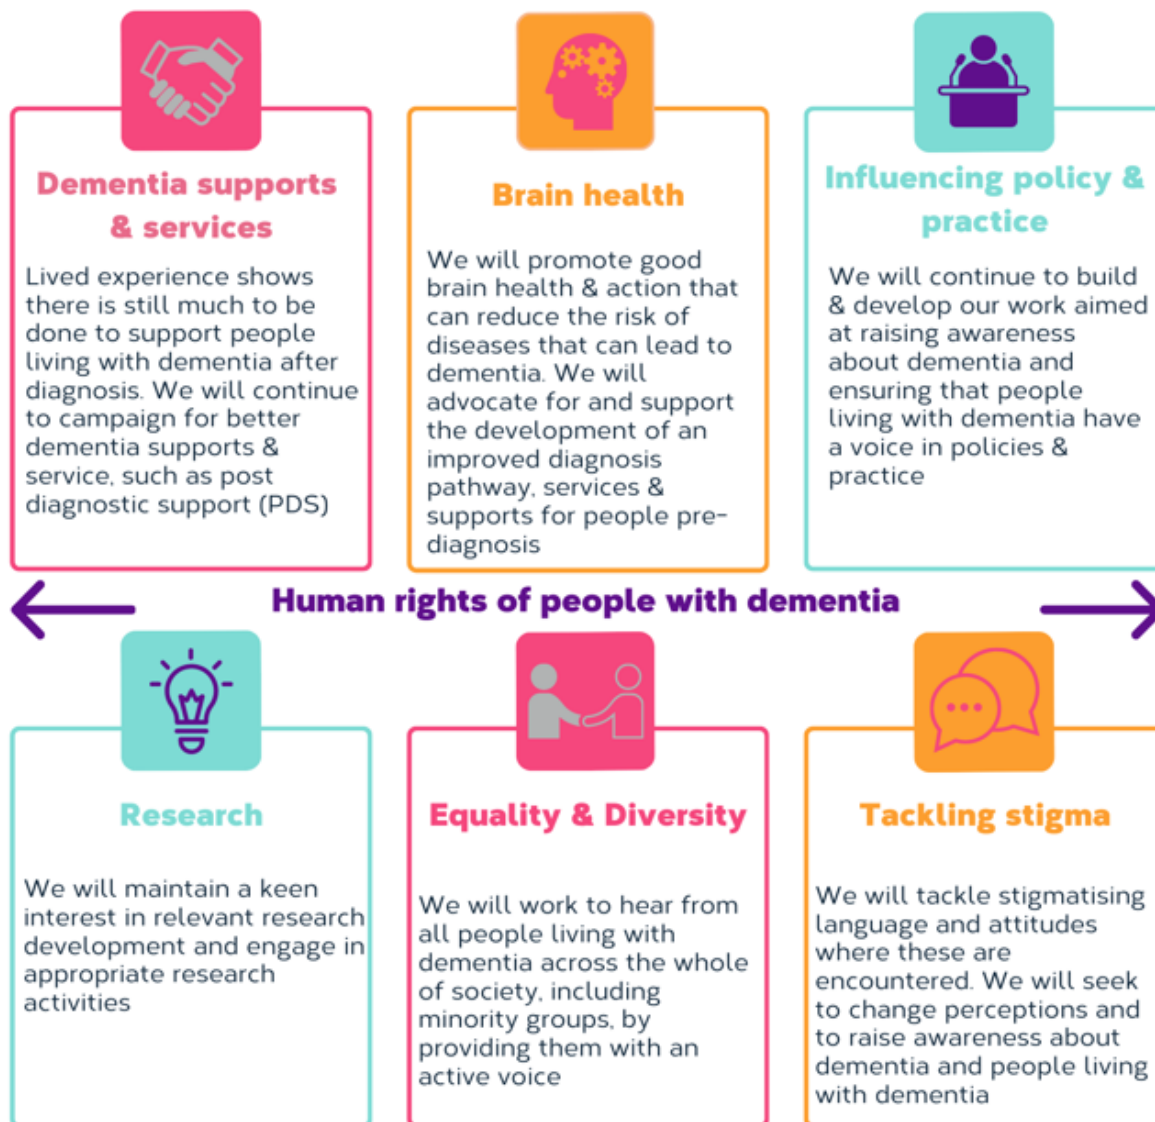 Dementia supports
& services
Lived experience shows
there is still much to be
done to support people
living with dementia after
diagnosis. We will continue
to campaign for better
dementia supports &
service, such as post
diagnostic support (PDS)
Brain health
We will promote good
brain health & action that
can reduce the risk of
diseases that can lead to
dementia. We will
advocate for and support
the development of an
improved diagnosis
pathway, services &
supports for people pre-
diagnosis
Influencing policy &
practice
We will continue to build
& develop our work aimed
at raising awareness
about dementia and
ensuring that people
living with dementia have
a voice in policies &
practice
Human rights of people with dementia
Research
We will maintain a keen
interest in relevant research
development and engage in
appropriate research
activities
Equality & Diversity
We will work to hear from
all people living with
dementia across the whole
of society, including
minority groups, by
providing them with an
active voice
Tackling stigma
We will tackle stigmatising
language and attitudes
where these are
encountered. We will seek
to change perceptions and
to raise awareness about
dementia and people living
with dementia